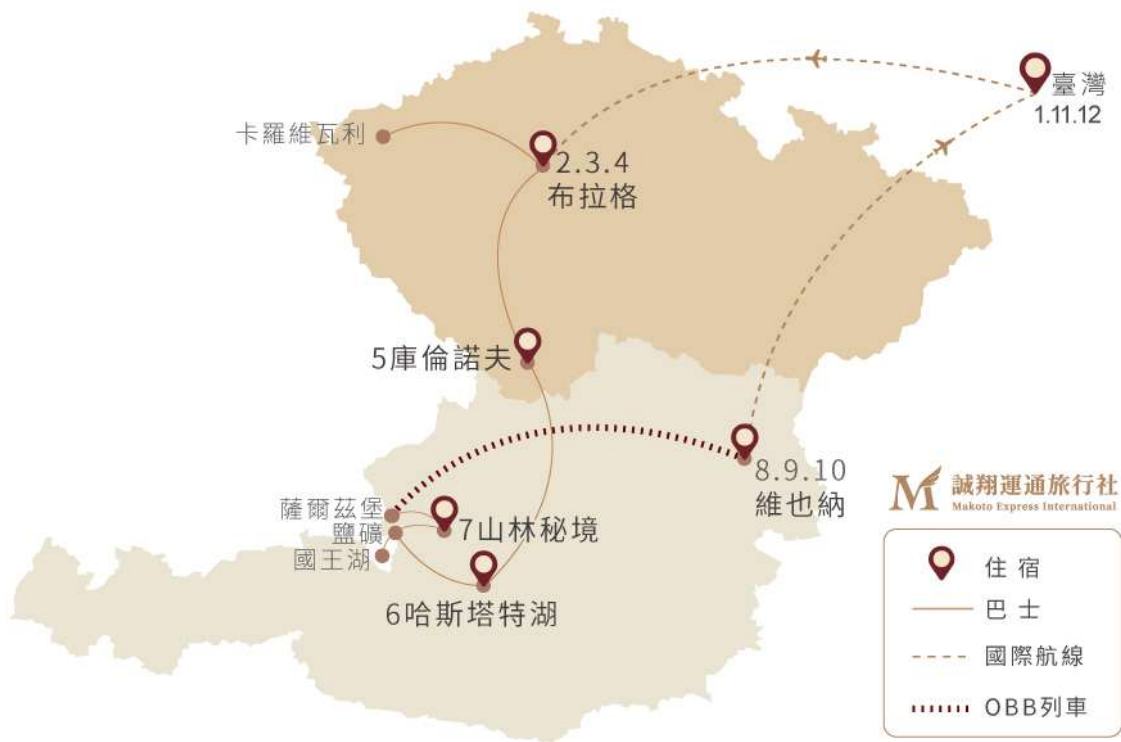 臺灣
1.11.12
卡羅維瓦利
2.3.4
布拉格
5庫倫諾夫
8.9.10
維也納
薩爾茲堡
鹽礦
國王湖
7山林秘境
6哈斯塔特湖
M 誠翔運通旅行社
Makoto Express International
住宿
巴士
國際航線
OBB列車